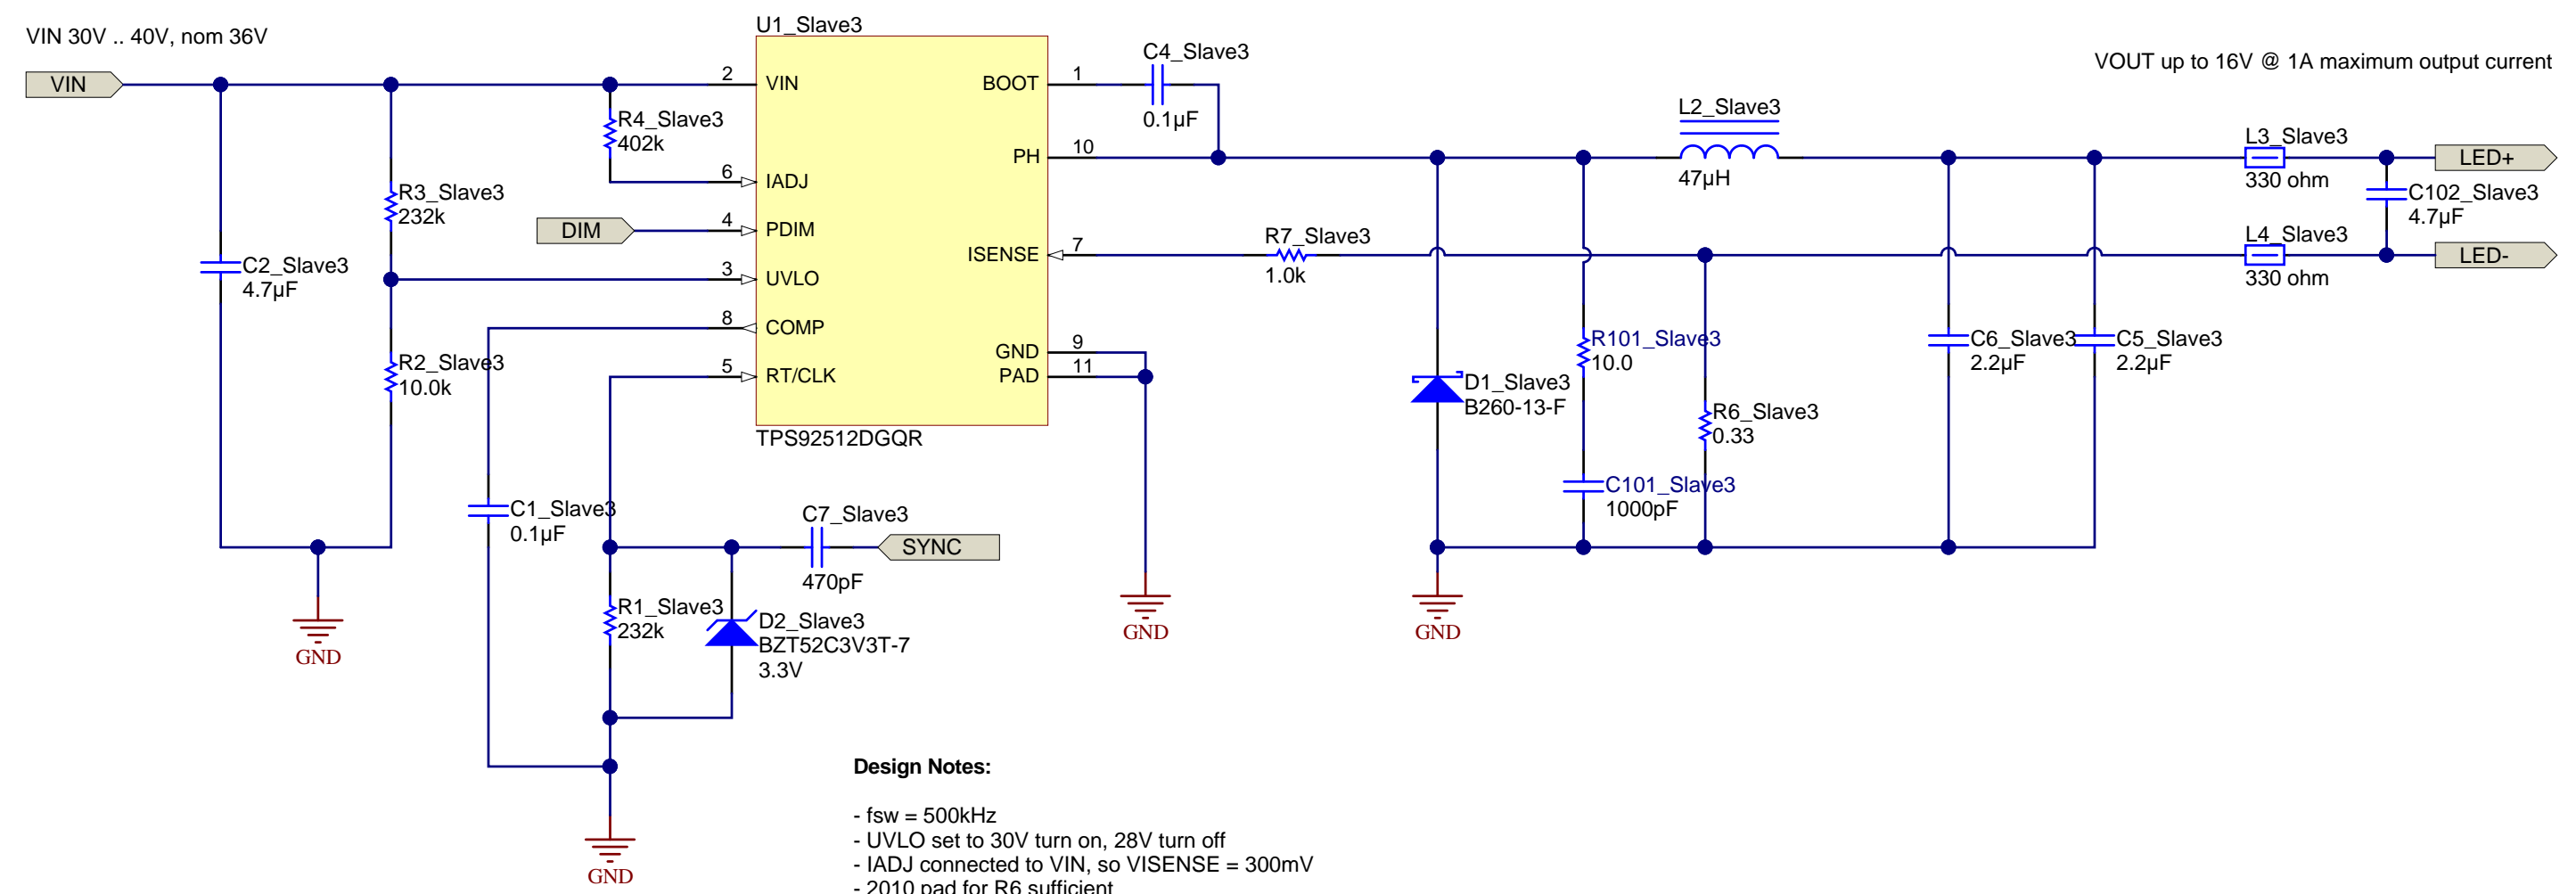 U1_Slave3
VIN 30V .. 40V, nom 36V
VOUT up to 16V @ 1A maximum output current
VIN
2
VIN
BOOT
1
C4_Slave3
0.1µF
R4_Slave3
402k
PH
10
L2_Slave3
47µH
L3_Slave3
330 ohm
LED+
6
IADJ
R3_Slave3
232k
C102_Slave3
4.7µF
DIM
4
PDIM
ISENSE
7
R7_Slave3
1.0k
L4_Slave3
330 ohm
LED-
C2_Slave3
4.7µF
3
UVLO
8
COMP
GND
9
R2_Slave3
10.0k
5
RT/CLK
PAD
11
D1_Slave3
B260-13-F
R101_Slave3
10.0
R6_Slave3
0.33
C6_Slave3
2.2µF
C5_Slave3
2.2µF
TPS92512DGQR
C1_Slave3
0.1µF
C7_Slave3
470pF
SYNC
C101_Slave3
1000pF
R1_Slave3
232k
D2_Slave3
BZT52C3V3T-7
3.3V
GND
GND
GND
Design Notes:
- fsw = 500kHz
- UVLO set to 30V turn on, 28V turn off
- IADJ connected to VIN, so VISENSE = 300mV
- 2010 pad for R6 sufficient
GND